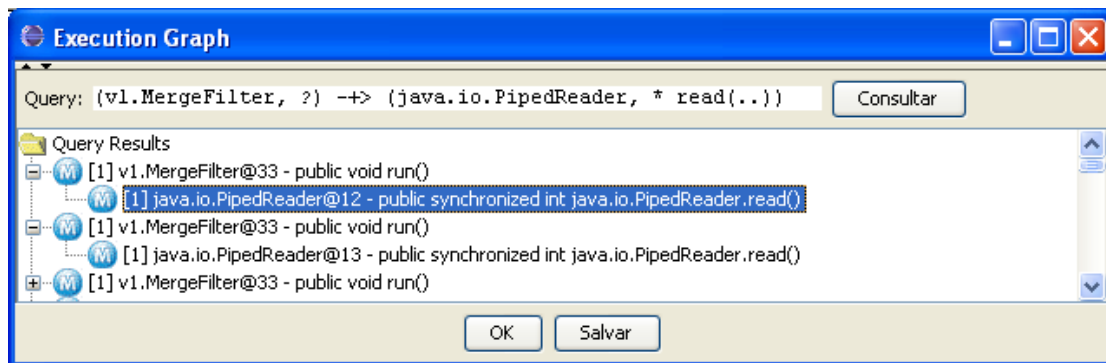 Execution Graph
Query: (v1.MergeFilter, ?) -+> (java.io.PipedReader, * read(..)) Consultar
Query Results
[1] v1.MergeFilter@33 - public void run()
[1] java.io.PipedReader@12 - public synchronized int java.io.PipedReader.read()
[1] v1.MergeFilter@33 - public void run()
[1] java.io.PipedReader@13 - public synchronized int java.io.PipedReader.read()
[1] v1.MergeFilter@33 - public void run()
OK Salvar